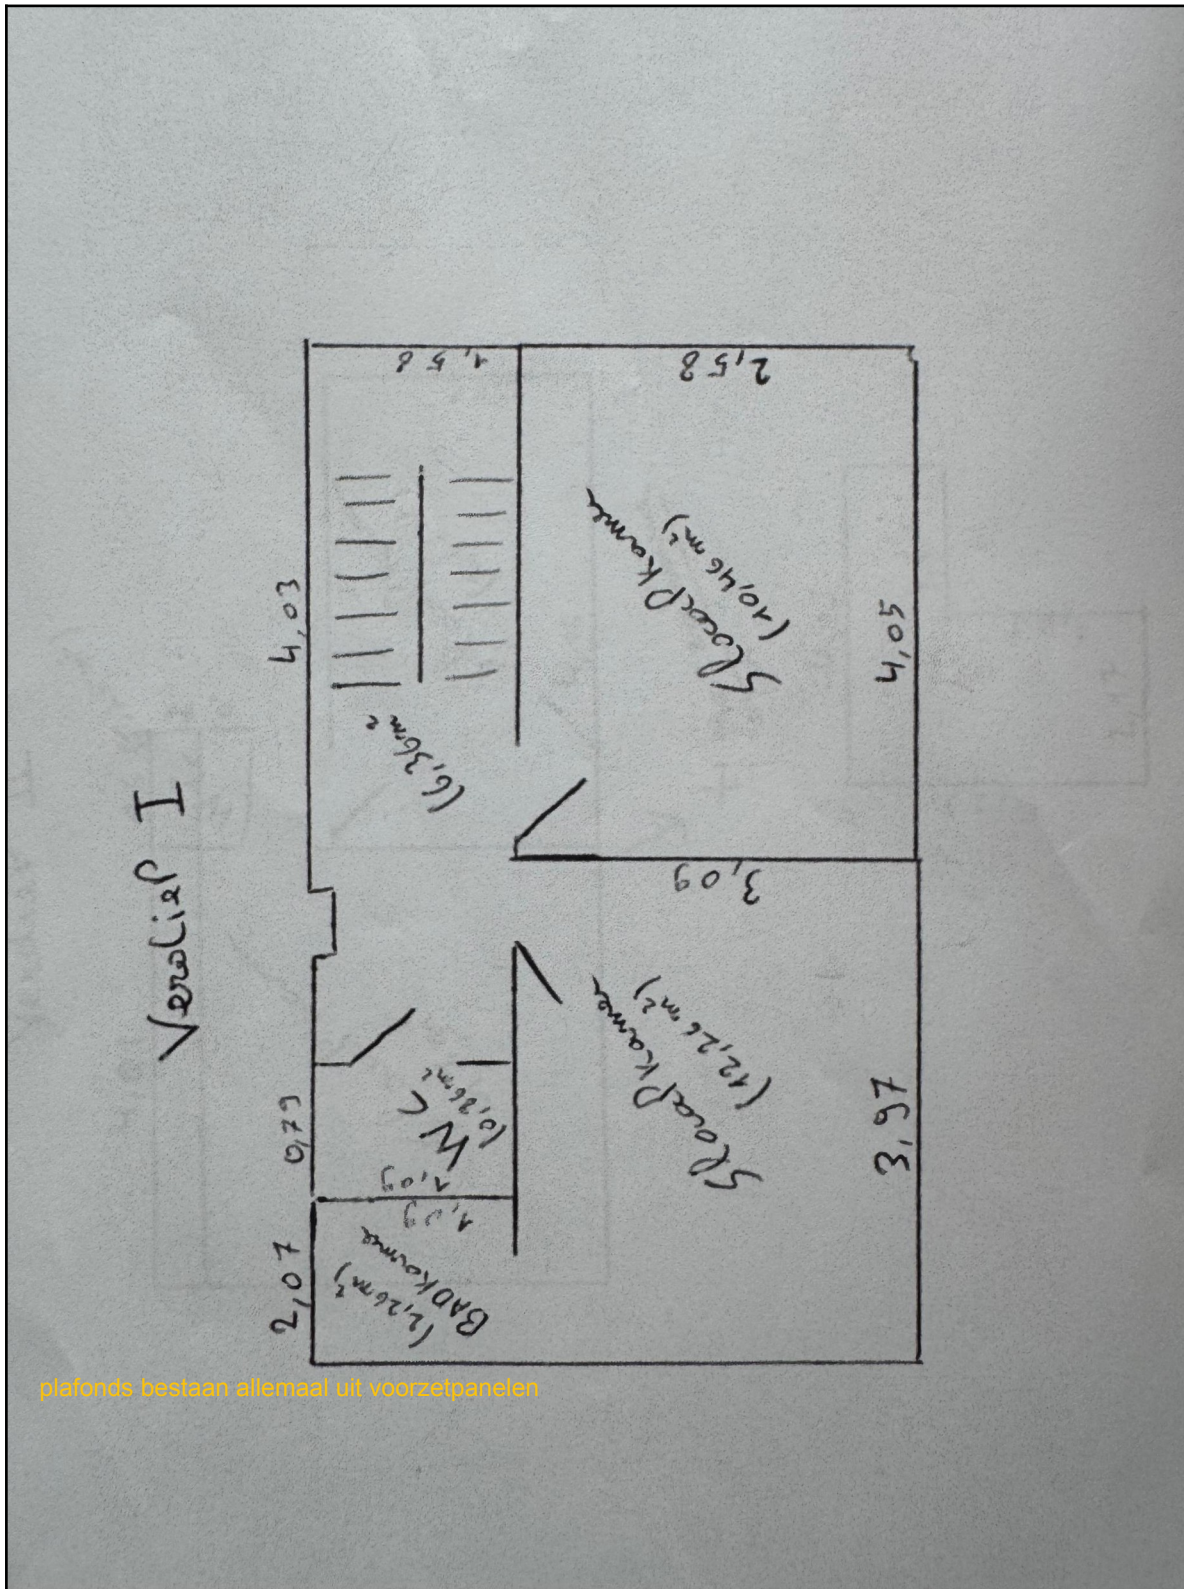 Verdiep I
1,58
2,58
4,03
(6,36m²
Slaapkamer
(10,46 m²)
4,05
3,09
Slaapkamer
(12,26 m²)
3,97
0,79
WC
(0,86m²
1,09
1,09
2,07
BADKamer
(2,26m²)
plafonds bestaan allemaal uit voorzetpanelen